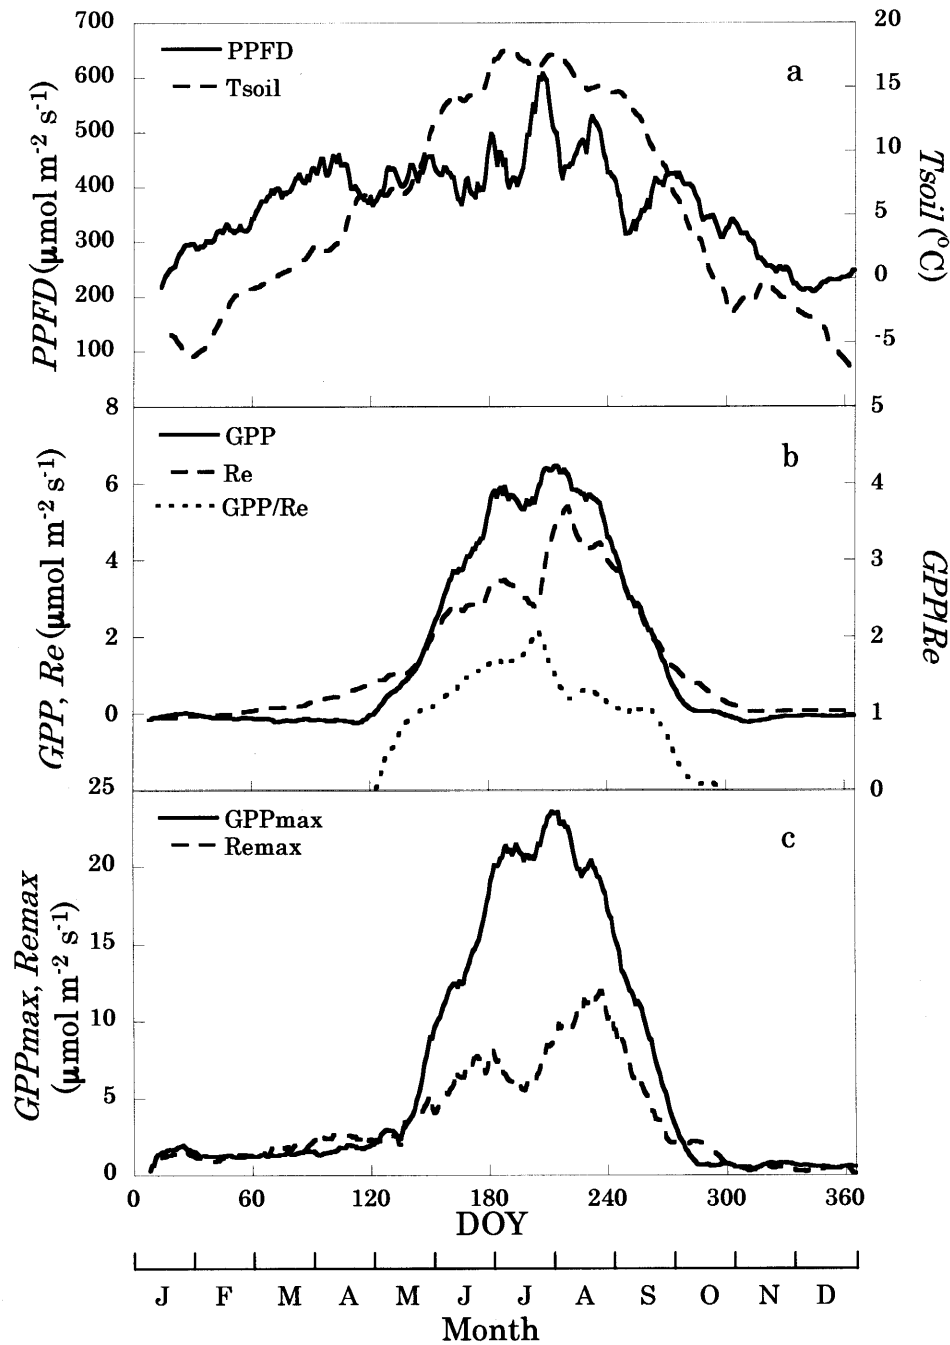 700
600
500
400
300
200
100
PPFD (μmol m-2 s-1)
PPFD
Tsoil
a
20
15
10
5
0
-5
Tsoil (°C)
8
6
4
2
0
GPP, Re (μmol m-2 s-1)
GPP
Re
GPP/Re
b
5
4
3
2
1
0
GPP/Re
25
20
15
10
5
0
GPPmax, Remax
(μmol m-2 s-1)
GPPmax
Remax
c
0 60 120 180 240 300 360
DOY
J F M A M J J A S O N D
Month